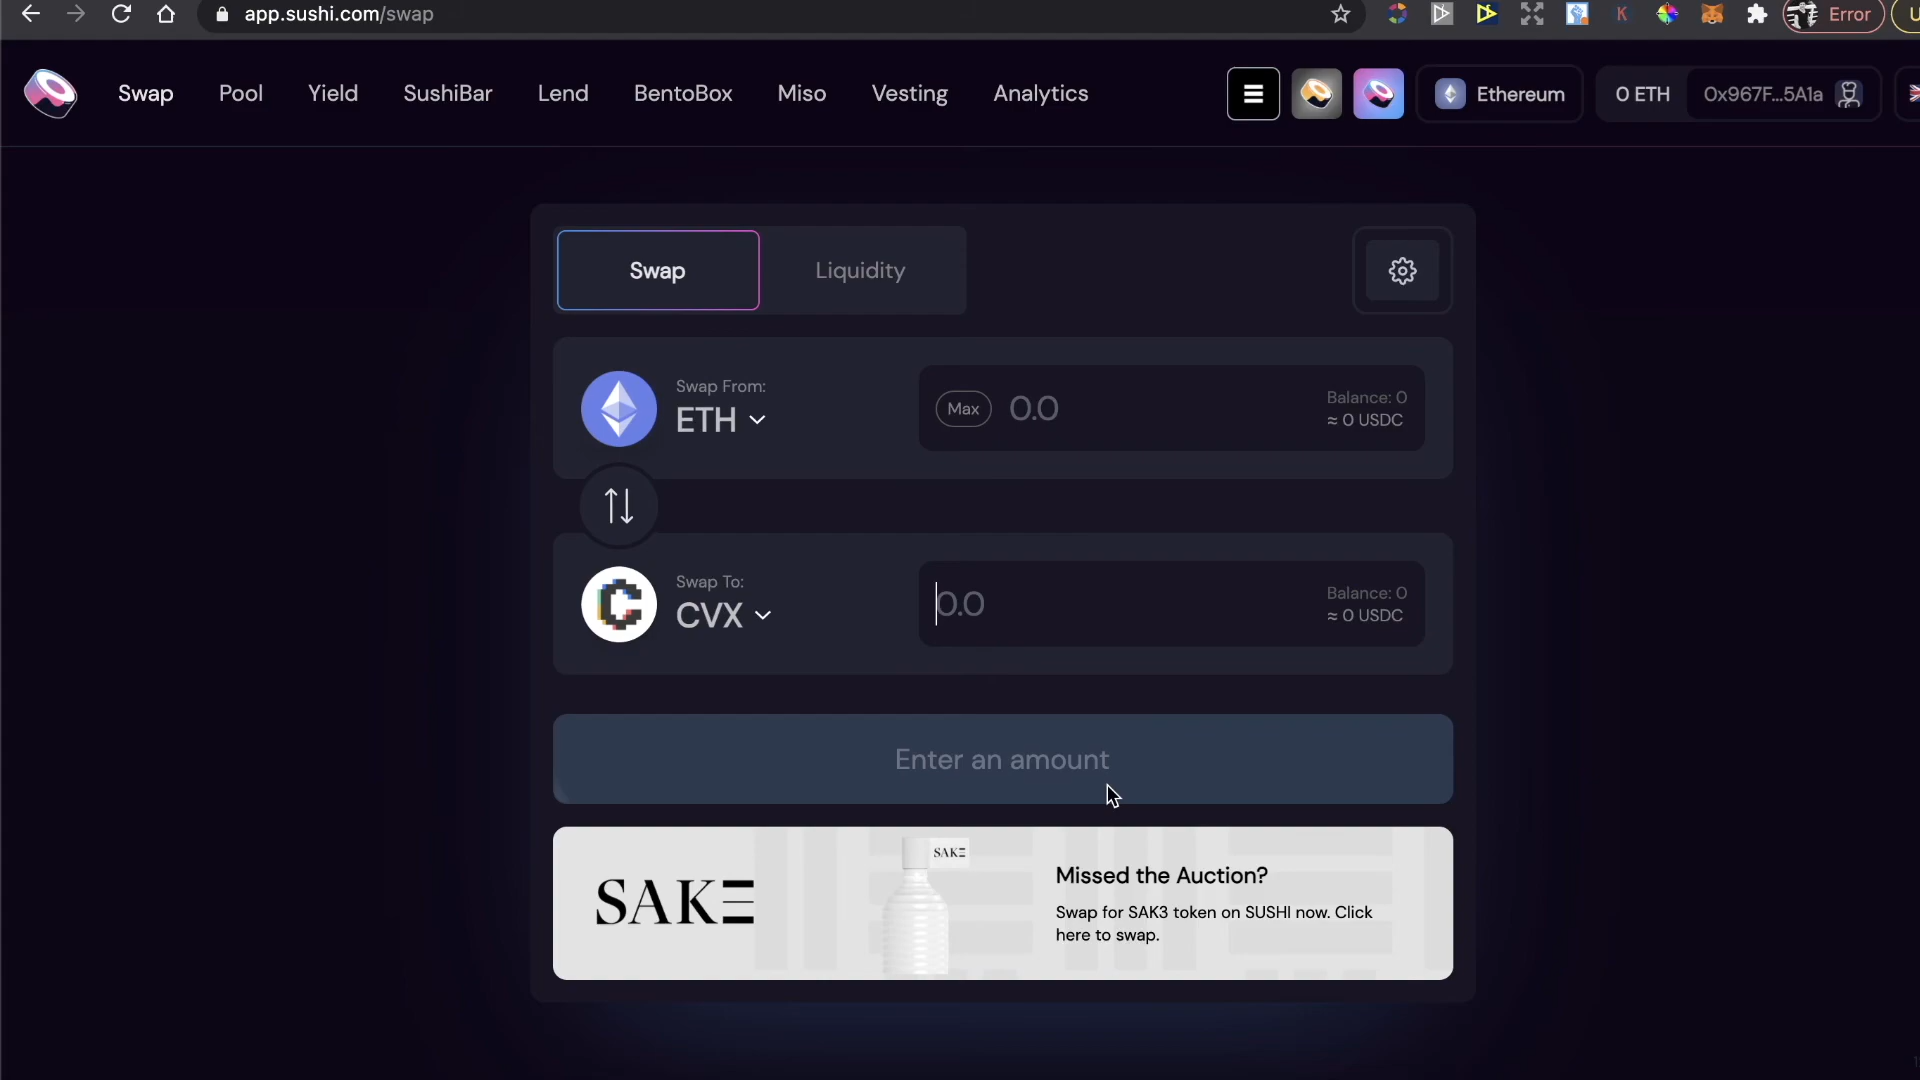 app.sushi.com/swap
Error
Swap
Pool
Yield
SushiBar
Lend
BentoBox
Miso
Vesting
Analytics
Ethereum
0 ETH
0x967F...5A1a
Swap
Liquidity
Swap From:
ETH
Max
0.0
Balance: 0
≈ 0 USDC
Swap To:
CVX
0.0
Balance: 0
≈ 0 USDC
Enter an amount
SAKE
SAKE
Missed the Auction?
Swap for SAK3 token on SUSHI now. Click
here to swap.